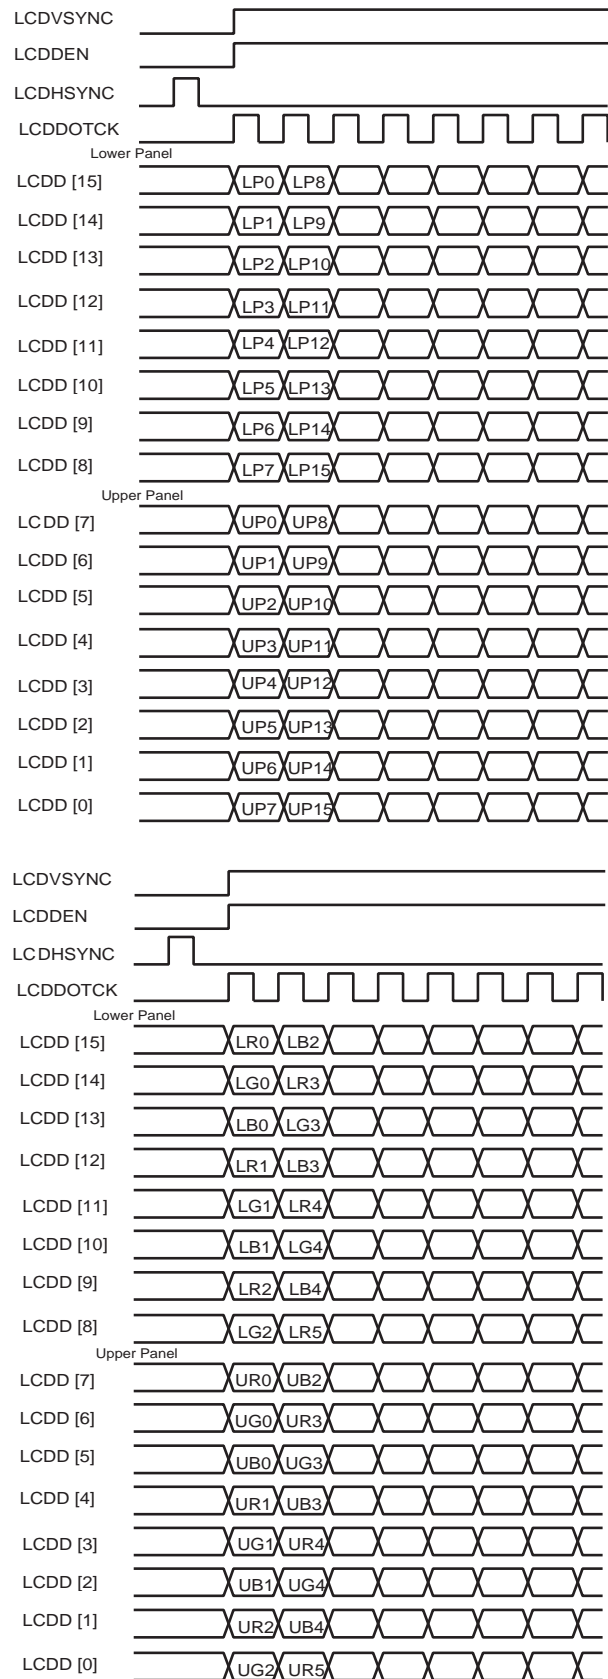 LCDVSYNC
LCDDEN
LCDHSYNC
LCDDOTCK
Lower Panel
LCDD [15] LP0 LP8
LCDD [14] LP1 LP9
LCDD [13] LP2 LP10
LCDD [12] LP3 LP11
LCDD [11] LP4 LP12
LCDD [10] LP5 LP13
LCDD [9] LP6 LP14
LCDD [8] LP7 LP15
Upper Panel
LCDD [7] UP0 UP8
LCDD [6] UP1 UP9
LCDD [5] UP2 UP10
LCDD [4] UP3 UP11
LCDD [3] UP4 UP12
LCDD [2] UP5 UP13
LCDD [1] UP6 UP14
LCDD [0] UP7 UP15
LCDVSYNC
LCDDEN
LCDHSYNC
LCDDOTCK
Lower Panel
LCDD [15] LR0 LB2
LCDD [14] LG0 LR3
LCDD [13] LB0 LG3
LCDD [12] LR1 LB3
LCDD [11] LG1 LR4
LCDD [10] LB1 LG4
LCDD [9] LR2 LB4
LCDD [8] LG2 LR5
Upper Panel
LCDD [7] UR0 UB2
LCDD [6] UG0 UR3
LCDD [5] UB0 UG3
LCDD [4] UR1 UB3
LCDD [3] UG1 UR4
LCDD [2] UB1 UG4
LCDD [1] UR2 UB4
LCDD [0] UG2 UR5